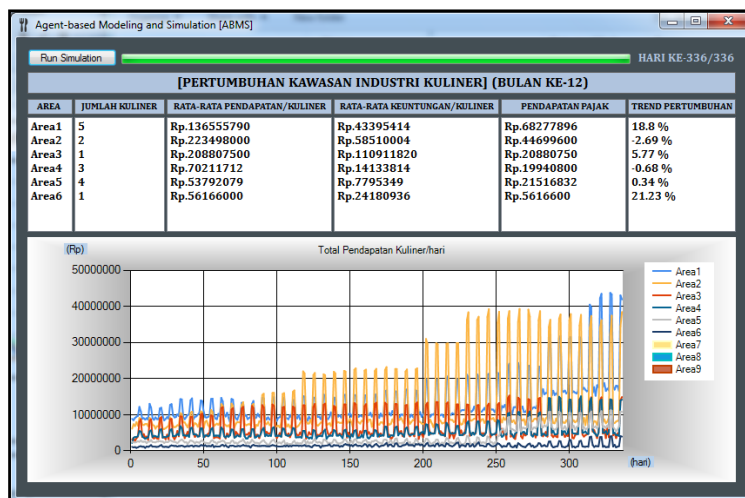 Agent-based Modeling and Simulation [ABMS]
Run Simulation HARI KE-336/336
[PERTUMBUHAN KAWASAN INDUSTRI KULINER] (BULAN KE-12)
AREA JUMLAH KULINER RATA-RATA PENDAPATAN/KULINER RATA-RATA KEUNTUNGAN/KULINER PENDAPATAN PAJAK TREND PERTUMBUHAN
Area1 5 Rp.136555790 Rp.43395414 Rp.68277896 18.8 %
Area2 2 Rp.223498000 Rp.58510004 Rp.44699600 -2.69 %
Area3 1 Rp.208807500 Rp.110911820 Rp.20880750 5.77 %
Area4 3 Rp.70211712 Rp.14133814 Rp.19940800 -0.68 %
Area5 4 Rp.53792079 Rp.7795349 Rp.21516832 0.34 %
Area6 1 Rp.56166000 Rp.24180936 Rp.5616600 21.23 %
(Rp) Total Pendapatan Kuliner/hari
50000000
40000000
30000000
20000000
10000000
0
0 50 100 150 200 250 300 (hari)
Area1
Area2
Area3
Area4
Area5
Area6
Area7
Area8
Area9